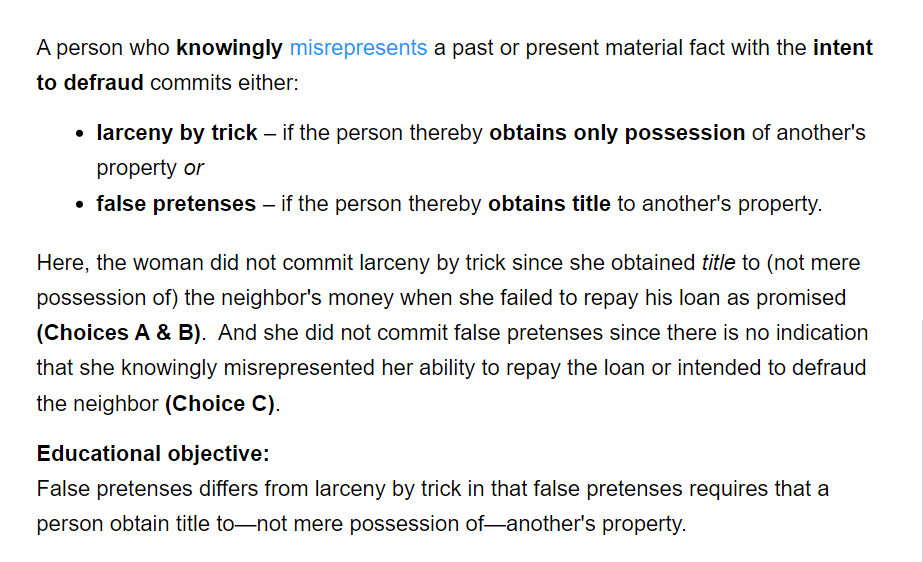 A person who knowingly misrepresents a past or present material fact with the intent
to defraud commits either:
• larceny by trick – if the person thereby obtains only possession of another's
property or
• false pretenses – if the person thereby obtains title to another's property.
Here, the woman did not commit larceny by trick since she obtained title to (not mere
possession of) the neighbor's money when she failed to repay his loan as promised
(Choices A & B).  And she did not commit false pretenses since there is no indication
that she knowingly misrepresented her ability to repay the loan or intended to defraud
the neighbor (Choice C).
Educational objective:
False pretenses differs from larceny by trick in that false pretenses requires that a
person obtain title to—not mere possession of—another's property.